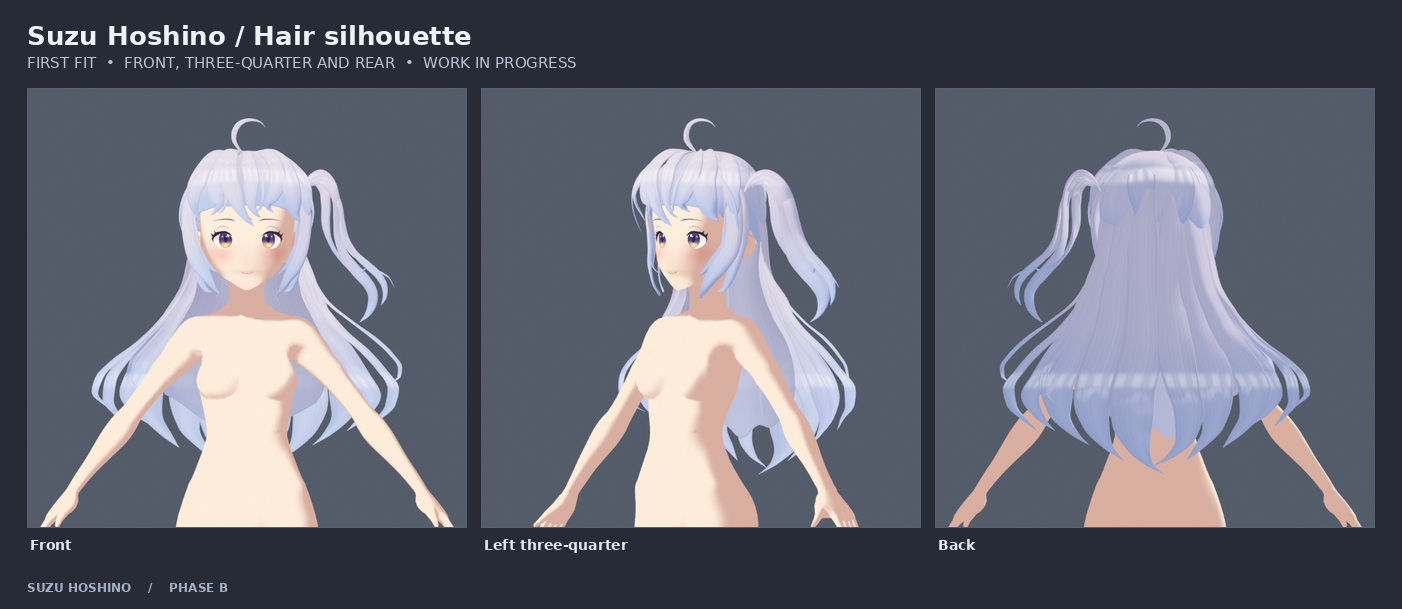 Suzu Hoshino / Hair silhouette
FIRST FIT • FRONT, THREE-QUARTER AND REAR • WORK IN PROGRESS
Front
Left three-quarter
Back
SUZU HOSHINO / PHASE B